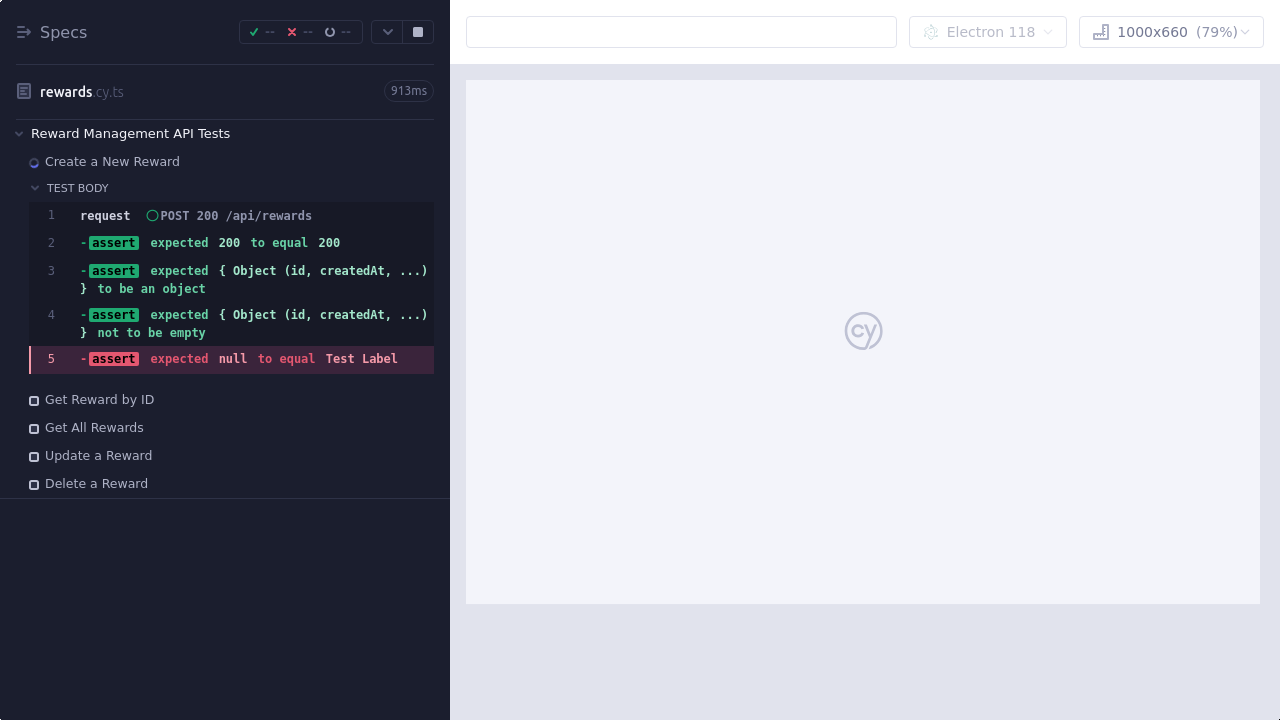 Specs -- -- --
Electron 118
1000x660 (79%)
rewards.cy.ts 913ms
Reward Management API Tests
Create a New Reward
TEST BODY
1 request POST 200 /api/rewards
2 -assert expected 200 to equal 200
3 -assert expected { Object (id, createdAt, ...)
} to be an object
4 -assert expected { Object (id, createdAt, ...)
} not to be empty
5 -assert expected null to equal Test Label
Get Reward by ID
Get All Rewards
Update a Reward
Delete a Reward
cy